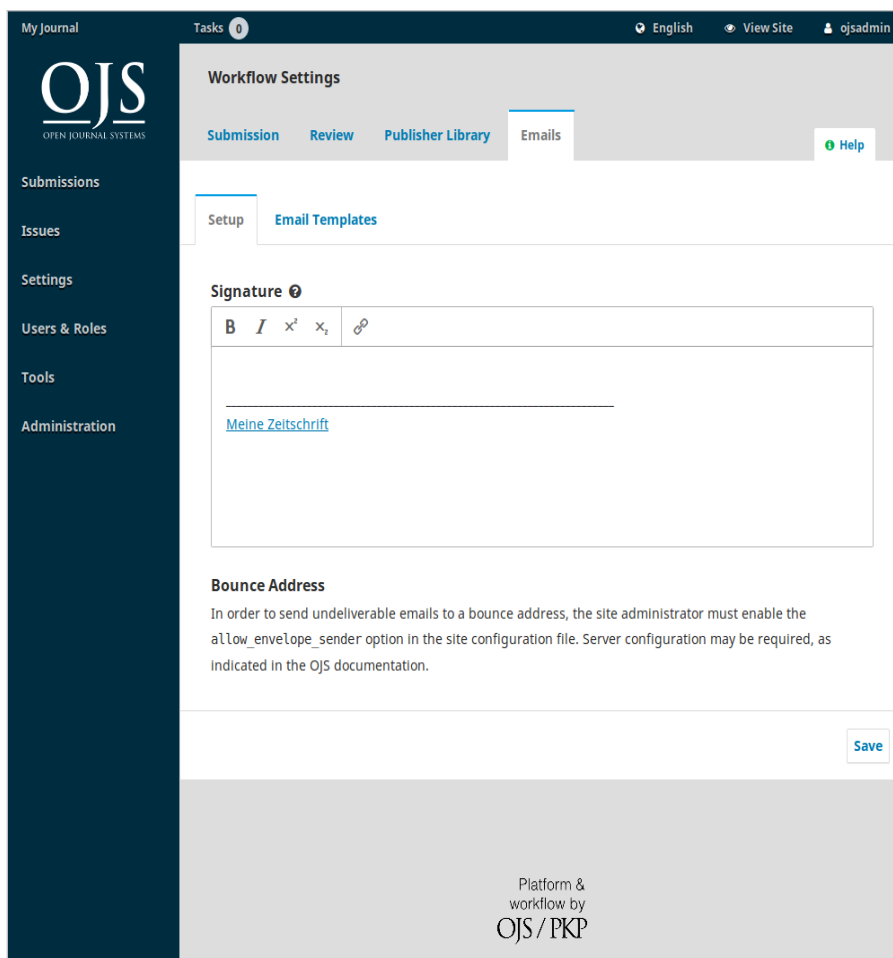 My Journal
Tasks 0
English
View Site
ojsadmin
OJS
OPEN JOURNAL SYSTEMS
Submissions
Issues
Settings
Users & Roles
Tools
Administration
Workflow Settings
Submission
Review
Publisher Library
Emails
Help
Setup
Email Templates
Signature
B I x² x₂
Meine Zeitschrift
Bounce Address
In order to send undeliverable emails to a bounce address, the site administrator must enable the
allow_envelope_sender option in the site configuration file. Server configuration may be required, as
indicated in the OJS documentation.
Save
Platform &
workflow by
OJS / PKP